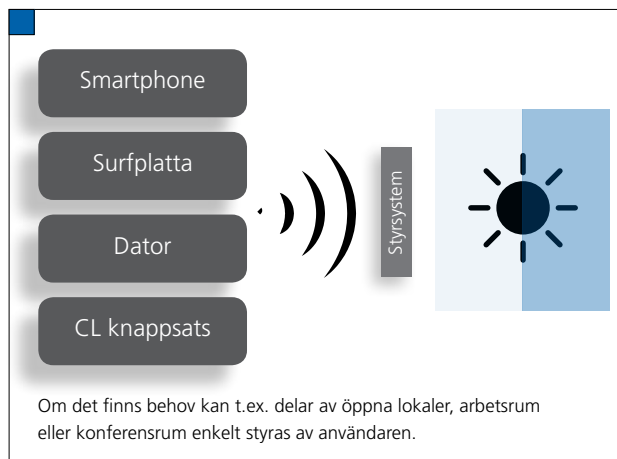 Smartphone
Surfplatta
Dator
CL knappsats
Styrsystem
Om det finns behov kan t.ex. delar av öppna lokaler, arbetsrum
eller konferensrum enkelt styras av användaren.